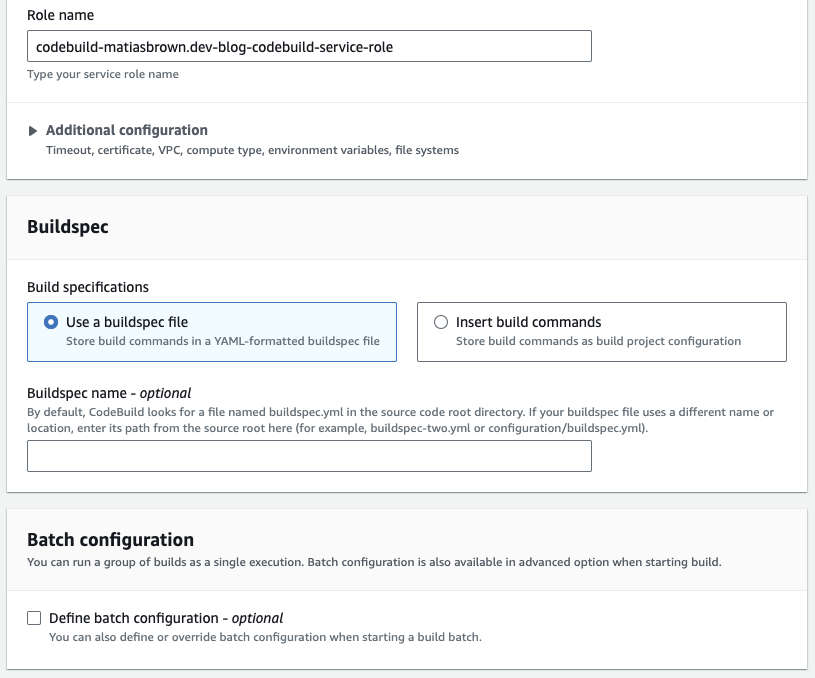 Role name
codebuild-matiasbrown.dev-blog-codebuild-service-role
Type your service role name
Additional configuration
Timeout, certificate, VPC, compute type, environment variables, file systems
Buildspec
Build specifications
Use a buildspec file
Store build commands in a YAML-formatted buildspec file
Insert build commands
Store build commands as build project configuration
Buildspec name - optional
By default, CodeBuild looks for a file named buildspec.yml in the source code root directory. If your buildspec file uses a different name or
location, enter its path from the source root here (for example, buildspec-two.yml or configuration/buildspec.yml).
Batch configuration
You can run a group of builds as a single execution. Batch configuration is also available in advanced option when starting build.
Define batch configuration - optional
You can also define or override batch configuration when starting a build batch.